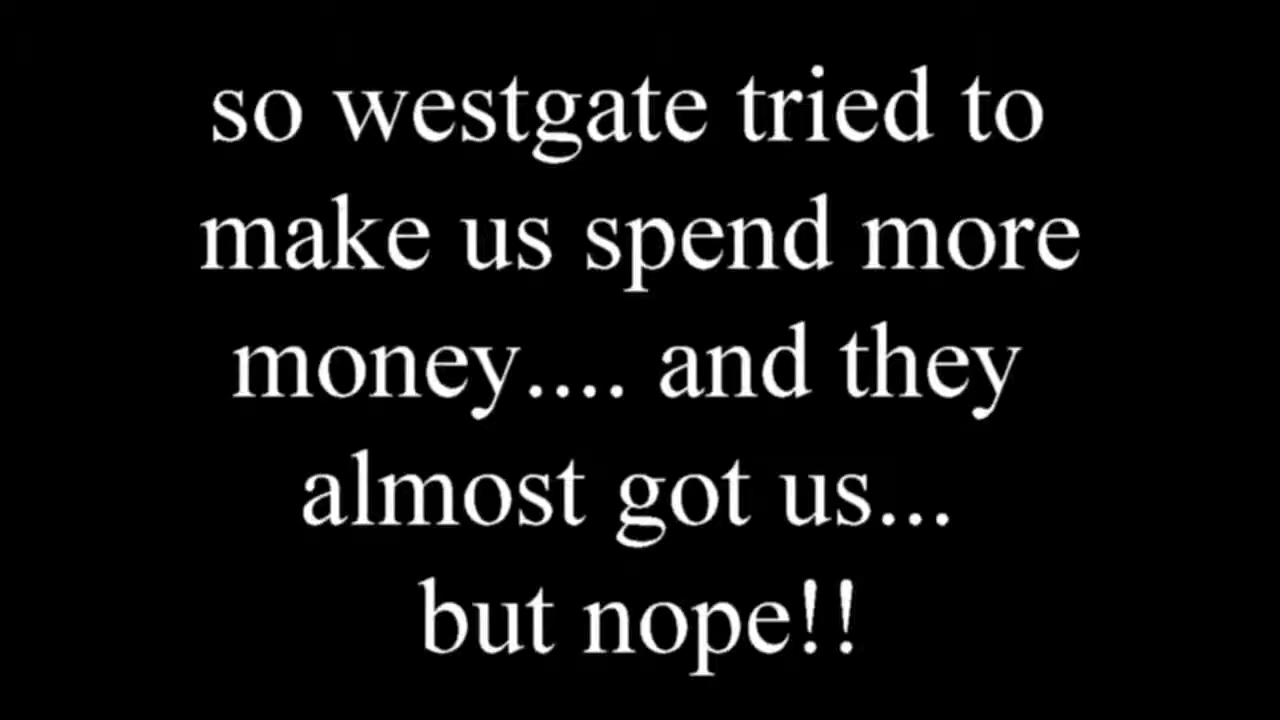 so westgate tried to
make us spend more
money.... and they
almost got us...
but nope!!